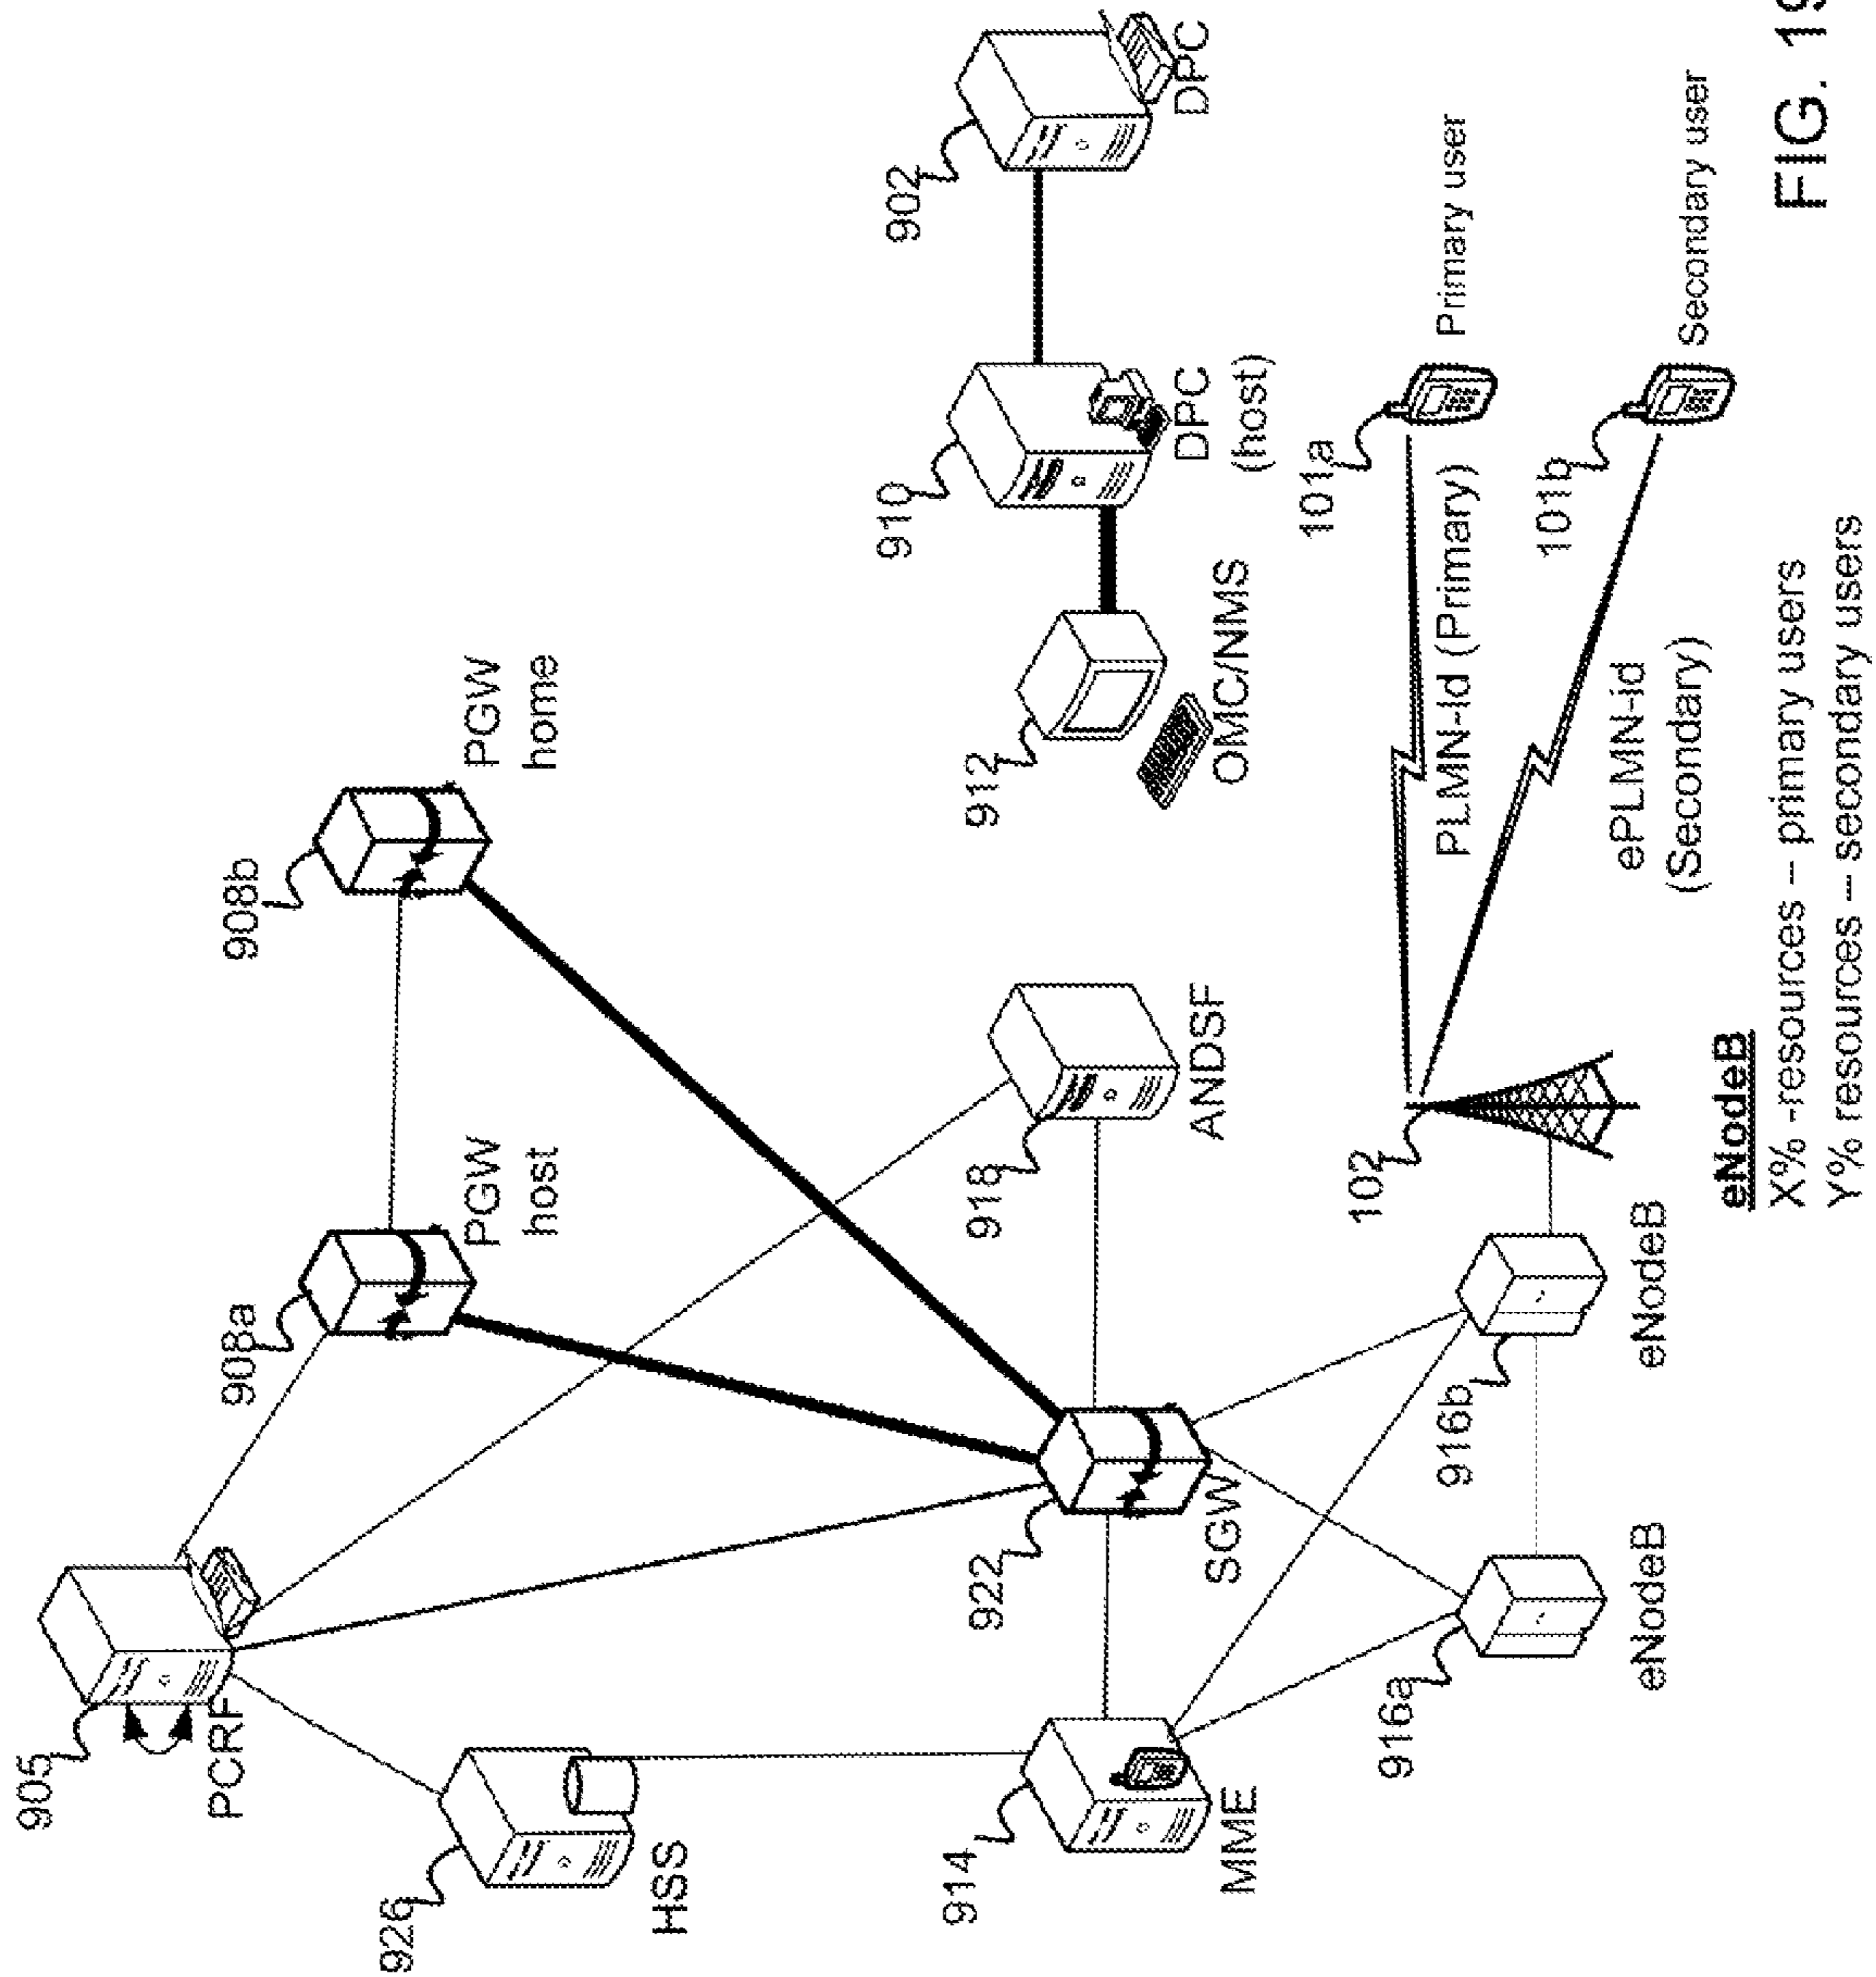 905
PCRF
908a
PGW
host
908b
PGW
home
926
HSS
914
MME
922
SGW
918
ANDSF
912
OMC/NMS
910
DPC
(host)
902
DPC
916a
eNodeB
916b
eNodeB
102
eNodeB
X% -resources – primary users
Y% resources – secondary users
PLMN-id (Primary)
ePLMN-id
(Secondary)
101a
Primary user
101b
Secondary user
FIG. 19